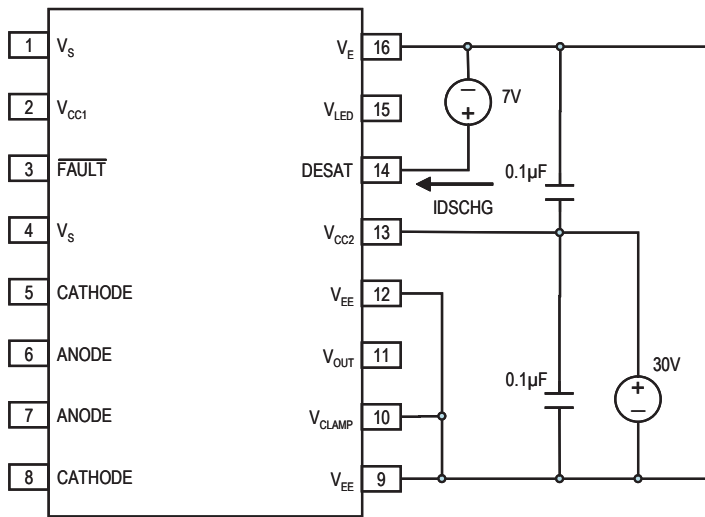 1 V_S
2 V_CC1
3 FAULT
4 V_S
5 CATHODE
6 ANODE
7 ANODE
8 CATHODE
V_E 16
V_LED 15
DESAT 14
V_CC2 13
V_EE 12
V_OUT 11
V_CLAMP 10
V_EE 9
− + 7V
IDSCHG
0.1µF
0.1µF
+ − 30V